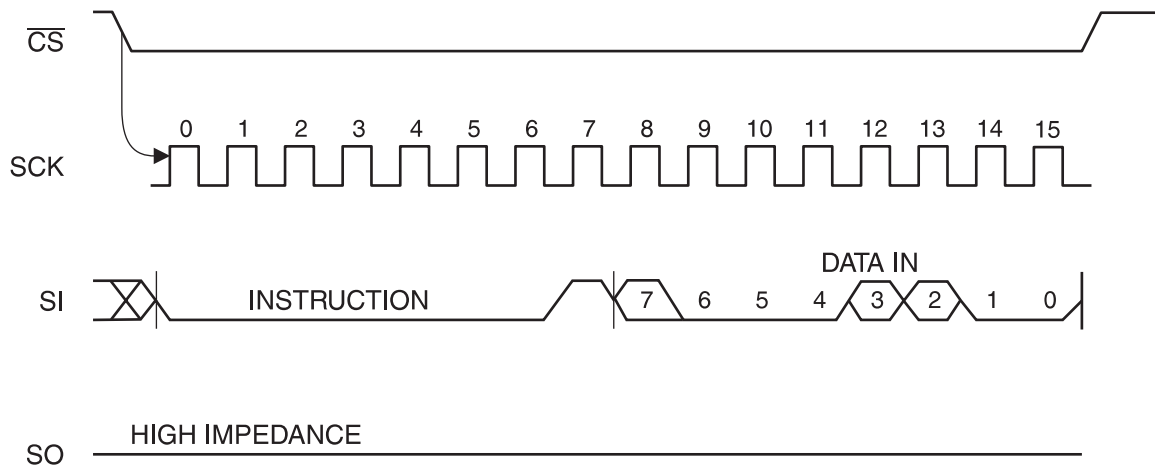 CS
0 1 2 3 4 5 6 7 8 9 10 11 12 13 14 15
SCK
DATA IN
SI INSTRUCTION 7 6 5 4 3 2 1 0
HIGH IMPEDANCE
SO